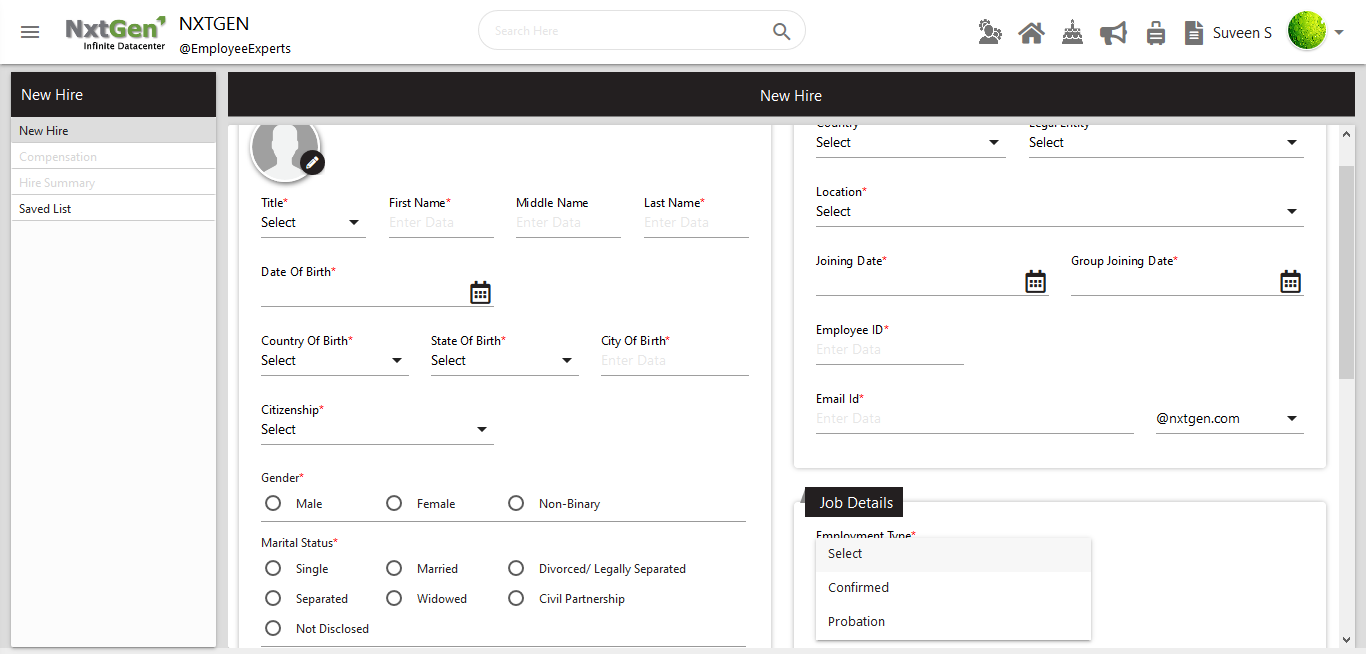 NxtGen
Infinite Datacenter
NXTGEN
@EmployeeExperts
Search Here
Suveen S
New Hire
New Hire
Compensation
Hire Summary
Saved List
New Hire
Title*
Select
First Name*
Enter Data
Middle Name
Enter Data
Last Name*
Enter Data
Date Of Birth*
Country Of Birth*
Select
State Of Birth*
Select
City Of Birth*
Enter Data
Citizenship*
Select
Gender*
Male
Female
Non-Binary
Marital Status*
Single
Married
Divorced/ Legally Separated
Separated
Widowed
Civil Partnership
Not Disclosed
Country
Select
Legal Entity
Select
Location*
Select
Joining Date*
Group Joining Date*
Employee ID*
Enter Data
Email Id*
Enter Data
@nxtgen.com
Job Details
Employment Type*
Select
Confirmed
Probation